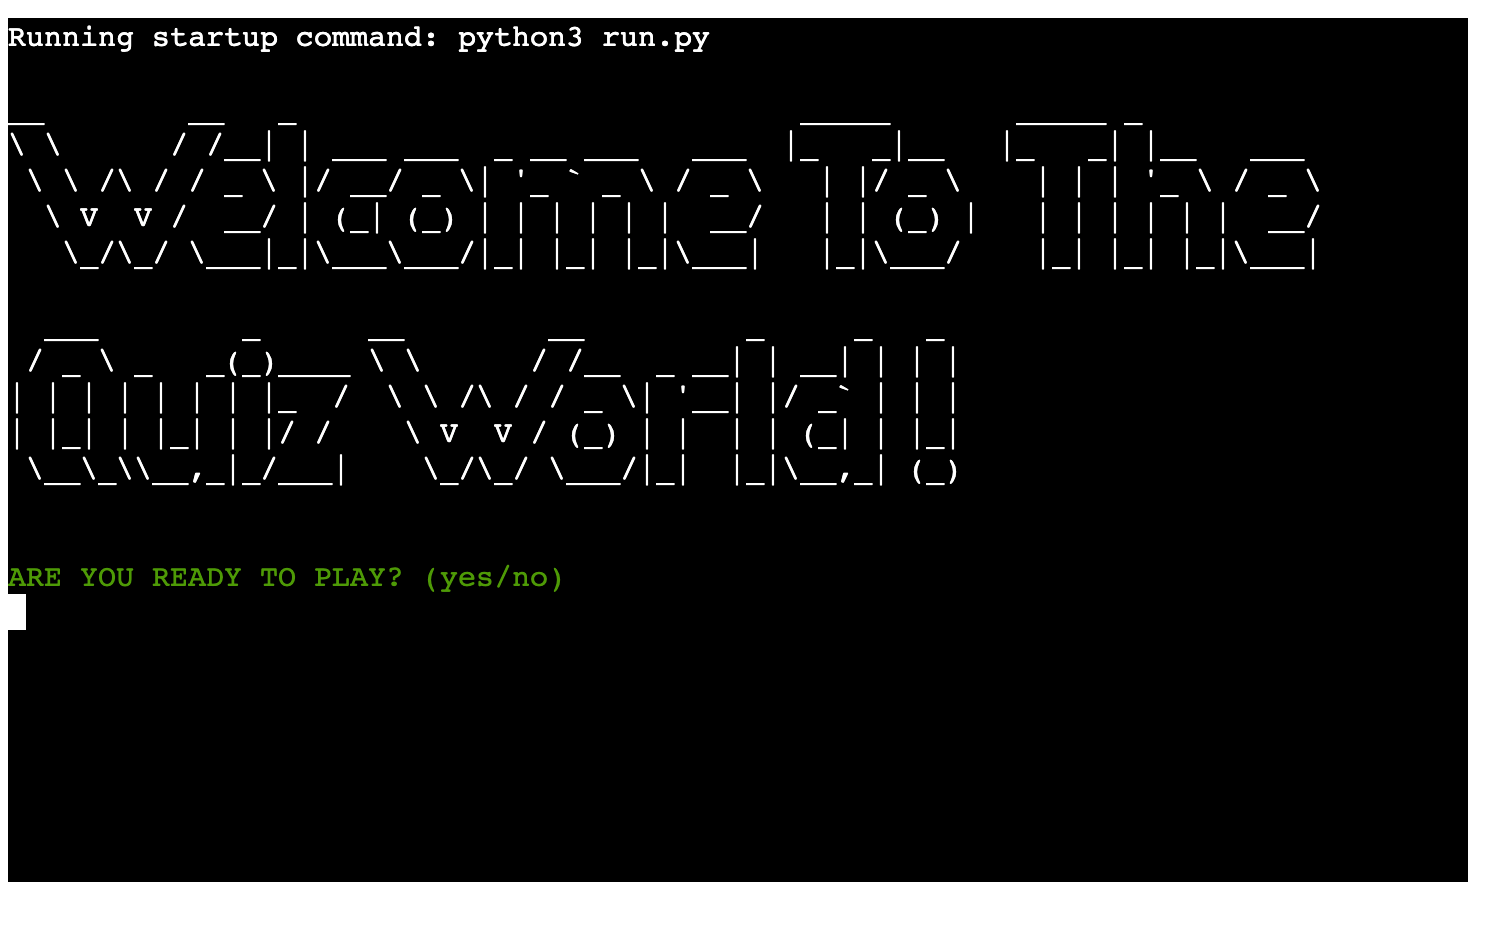 Running startup command: python3 run.py
Welcome To The
Quiz World!
ARE YOU READY TO PLAY? (yes/no)